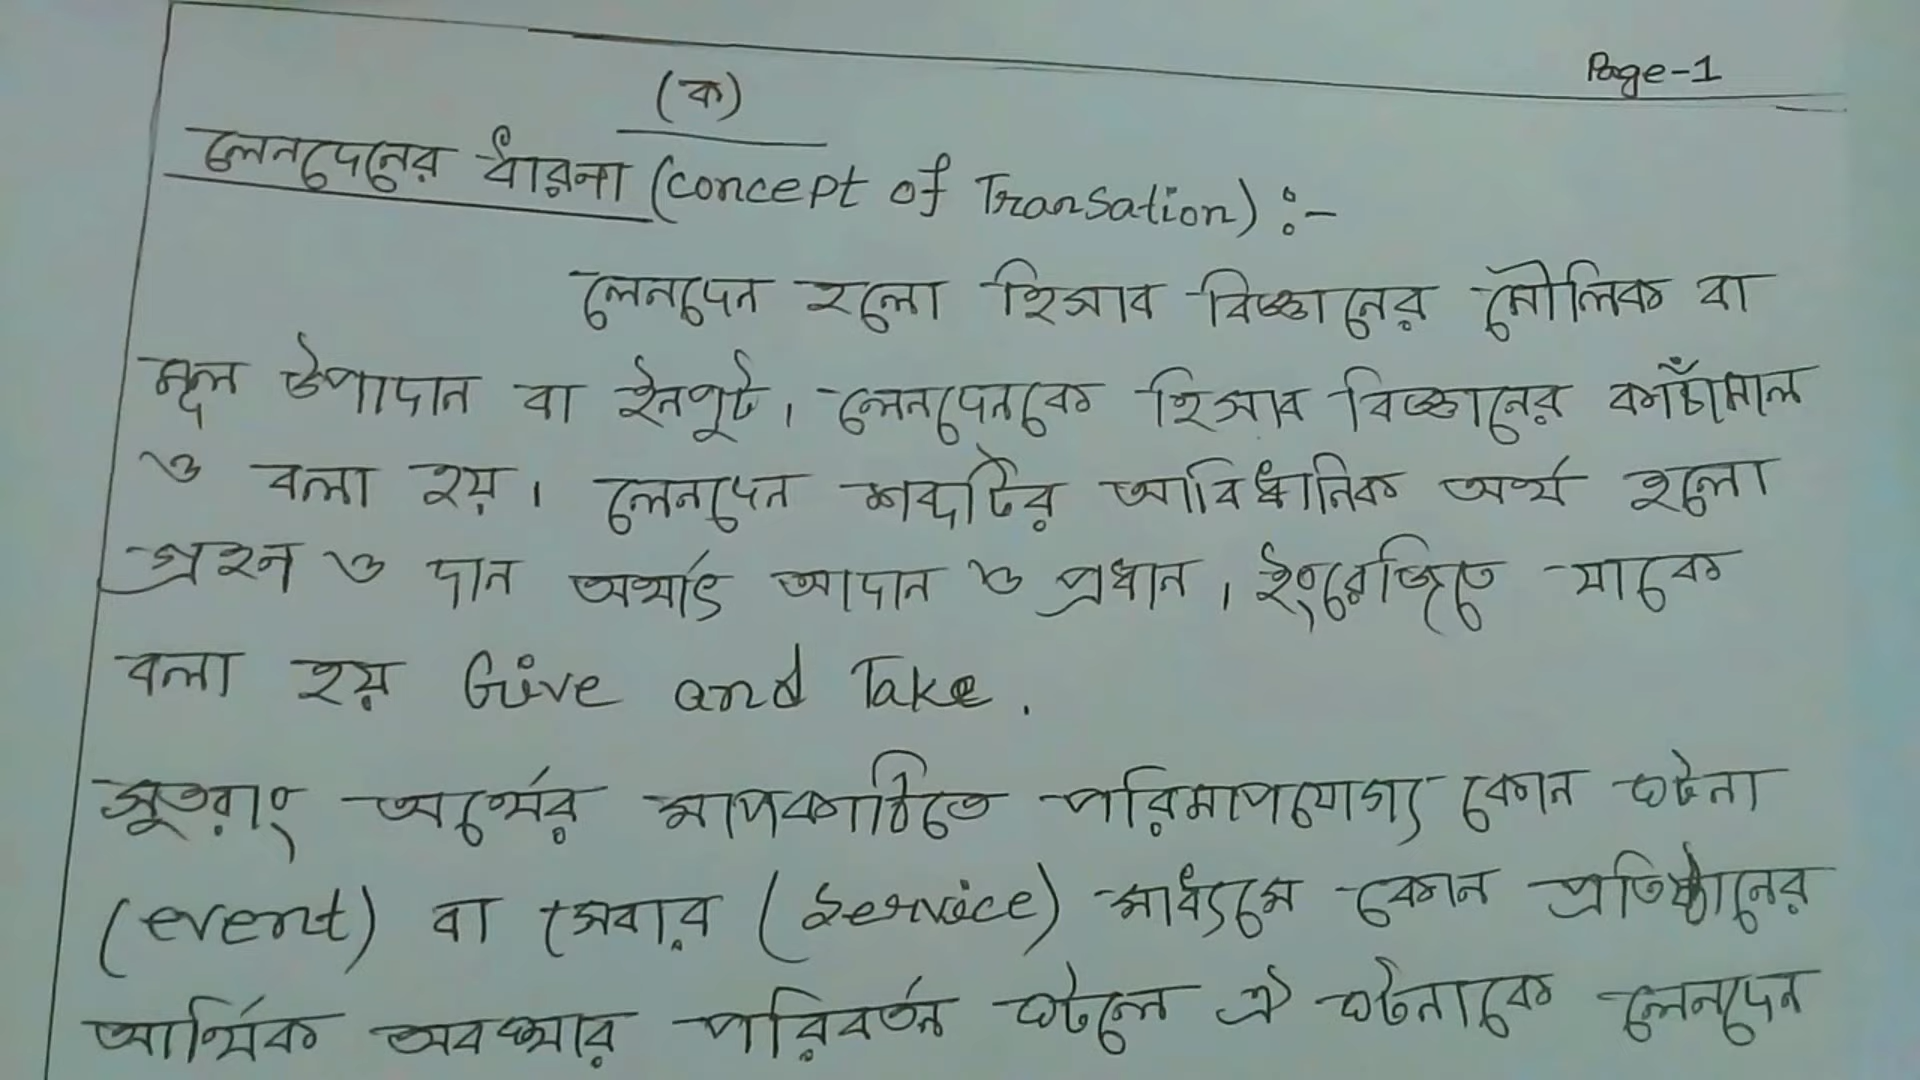 Page-1
(ক)
লেনদেনের ধারনা (concept of Transation) :-
লেনদেন হলো হিসাব বিজ্ঞানের মৌলিক বা
মূল উপাদান বা ইনপুট। লেনদেনকে হিসাব বিজ্ঞানের কাঁচামাল
ও বলা হয়। লেনদেন শব্দটির আবিধানিক অর্থ হলো
গ্রহন ও দান অর্থাৎ আদান ও প্রধান। ইংরেজিতে যাকে
বলা হয় Give and Take.
সুতরাং অর্থের মাপকাঠিতে পরিমাপযোগ্য কোন ঘটনা
(event) বা সেবার (Service) মাধ্যমে কোন প্রতিষ্ঠানের
আর্থিক অবস্থার পরিবর্তন ঘটলে ঐ ঘটনাকে লেনদেন